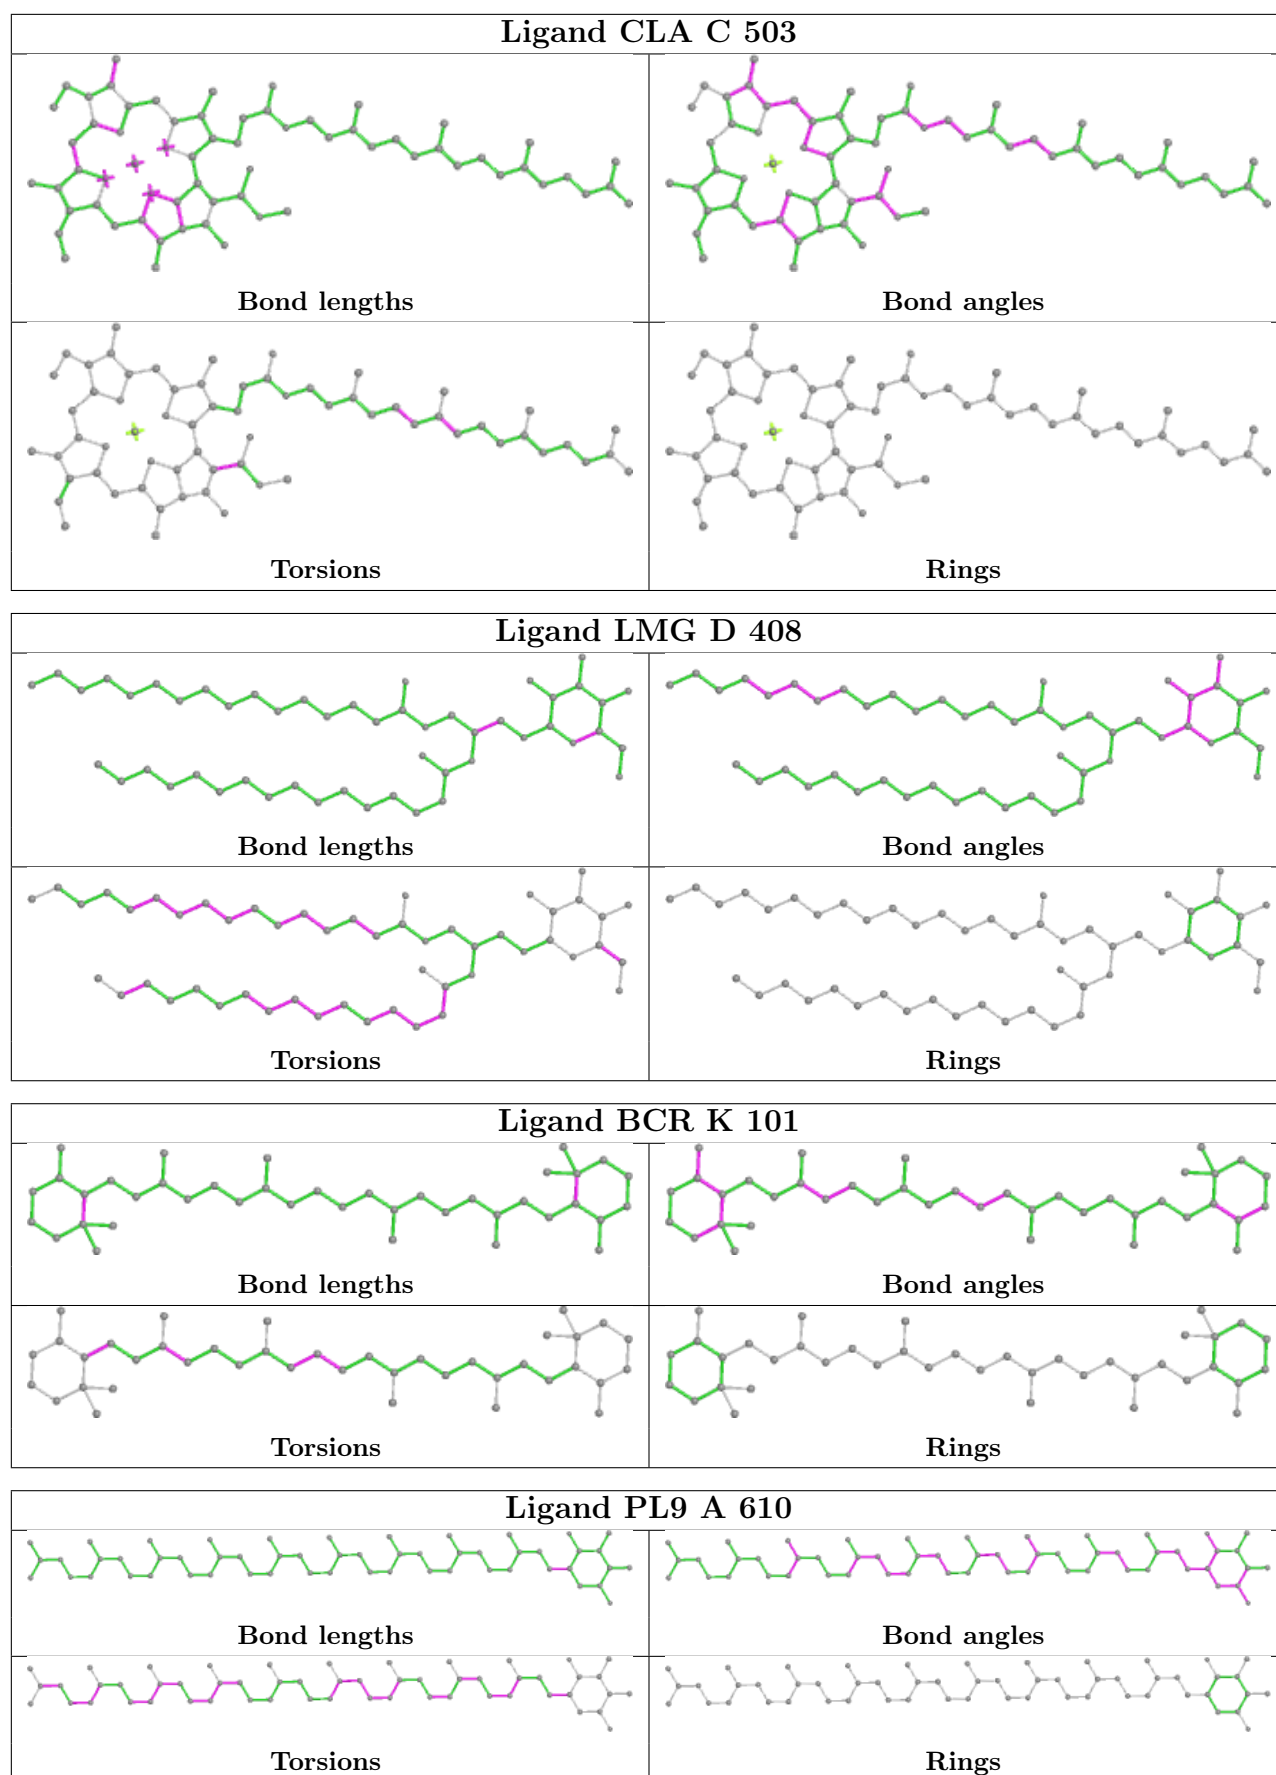 Ligand CLA C 503
Bond lengths
Bond angles
Torsions
Rings
Ligand LMG D 408
Bond lengths
Bond angles
Torsions
Rings
Ligand BCR K 101
Bond lengths
Bond angles
Torsions
Rings
Ligand PL9 A 610
Bond lengths
Bond angles
Torsions
Rings